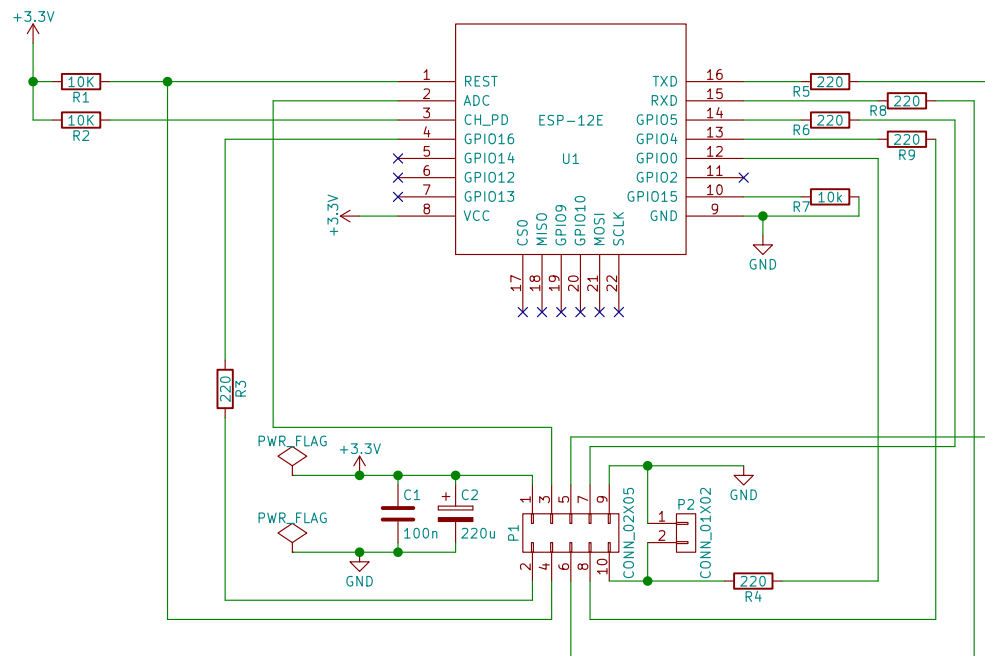 +3.3V
10K
R1
10K
R2
1 REST
2 ADC
3 CH_PD
4 GPIO16
5 GPIO14
6 GPIO12
7 GPIO13
8 VCC
+3.3V
ESP-12E
U1
TXD 16
RXD 15
GPIO5 14
GPIO4 13
GPIO0 12
GPIO2 11
GPIO15 10
GND 9
CS0
MISO
GPIO9
GPIO10
MOSI
SCLK
17
18
19
20
21
22
220
R5
220
R8
220
R6
220
R9
10k
R7
GND
220
R3
PWR_FLAG
+3.3V
PWR_FLAG
C1
100n
+ C2
220u
GND
P1
1
3
5
7
9
2
4
6
8
10
CONN_02X05
GND
P2
1
2
CONN_01X02
220
R4